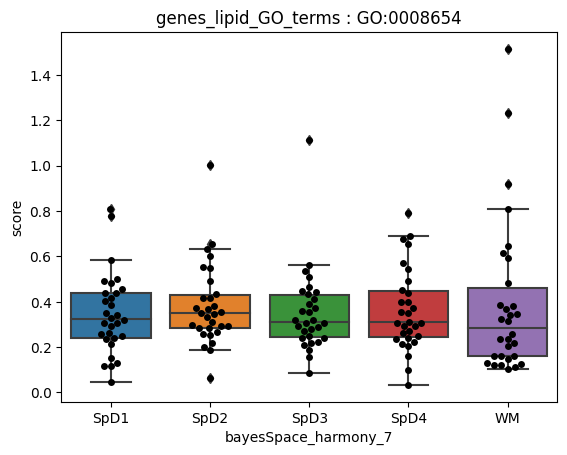 genes_lipid_GO_terms : GO:0008654
1.4
1.2
1.0
0.8
0.6
0.4
0.2
0.0
score
SpD1 SpD2 SpD3 SpD4 WM
bayesSpace_harmony_7